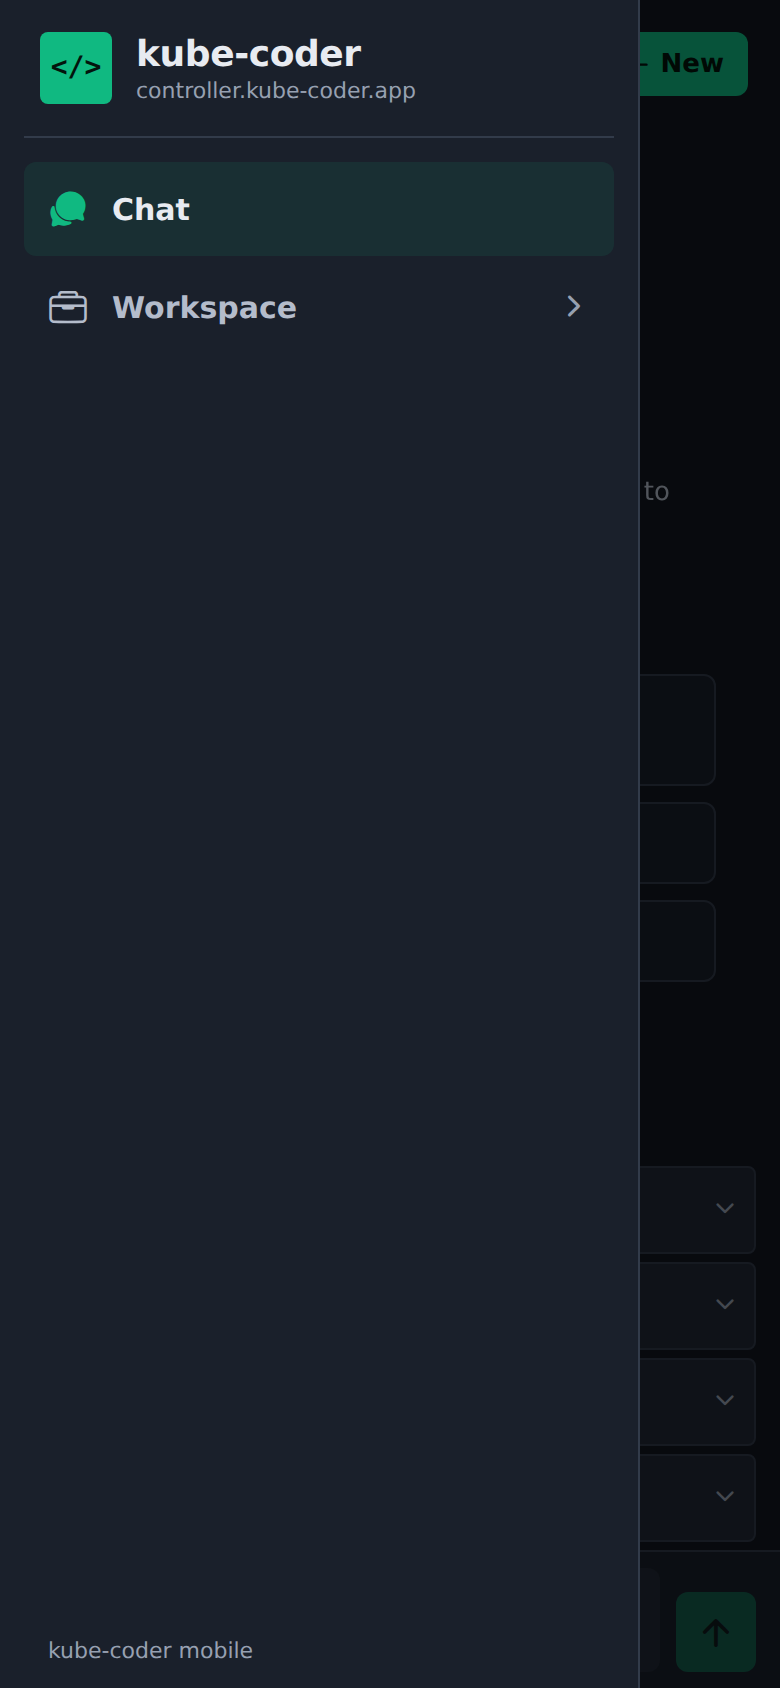 </>
kube-coder
controller.kube-coder.app
New
Chat
Workspace
to
kube-coder mobile